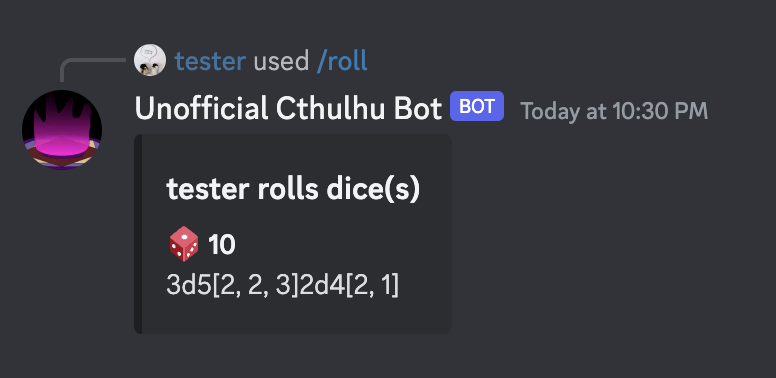 tester used /roll
Unofficial Cthulhu Bot BOT Today at 10:30 PM
tester rolls dice(s)
🎲 10
3d5[2, 2, 3]2d4[2, 1]